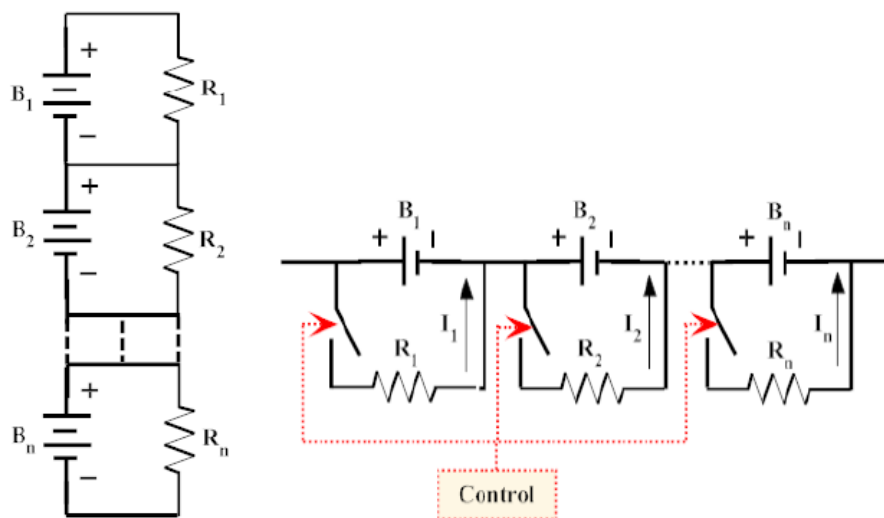 +
B1 R1
−
+
B2 R2
−
+
Bn Rn
−
B1 B2 Bn
+ − + − + −
I1 I2 In
R1 R2 Rn
Control